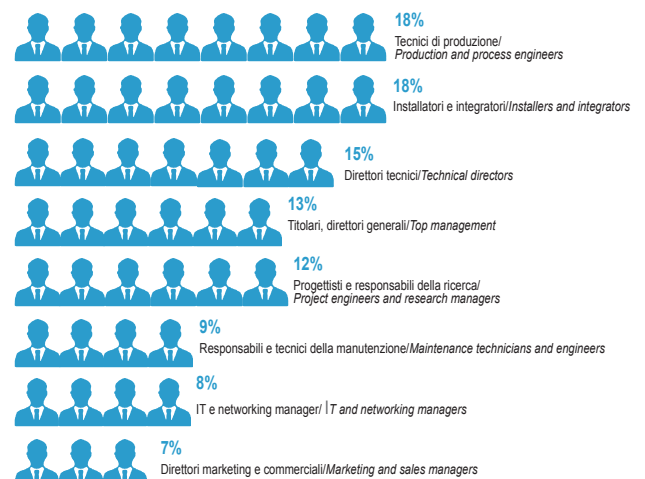 18%
Tecnici di produzione/
Production and process engineers
18%
Installatori e integratori/Installers and integrators
15%
Direttori tecnici/Technical directors
13%
Titolari, direttori generali/Top management
12%
Progettisti e responsabili della ricerca/
Project engineers and research managers
9%
Responsabili e tecnici della manutenzione/Maintenance technicians and engineers
8%
IT e networking manager/ IT and networking managers
7%
Direttori marketing e commerciali/Marketing and sales managers